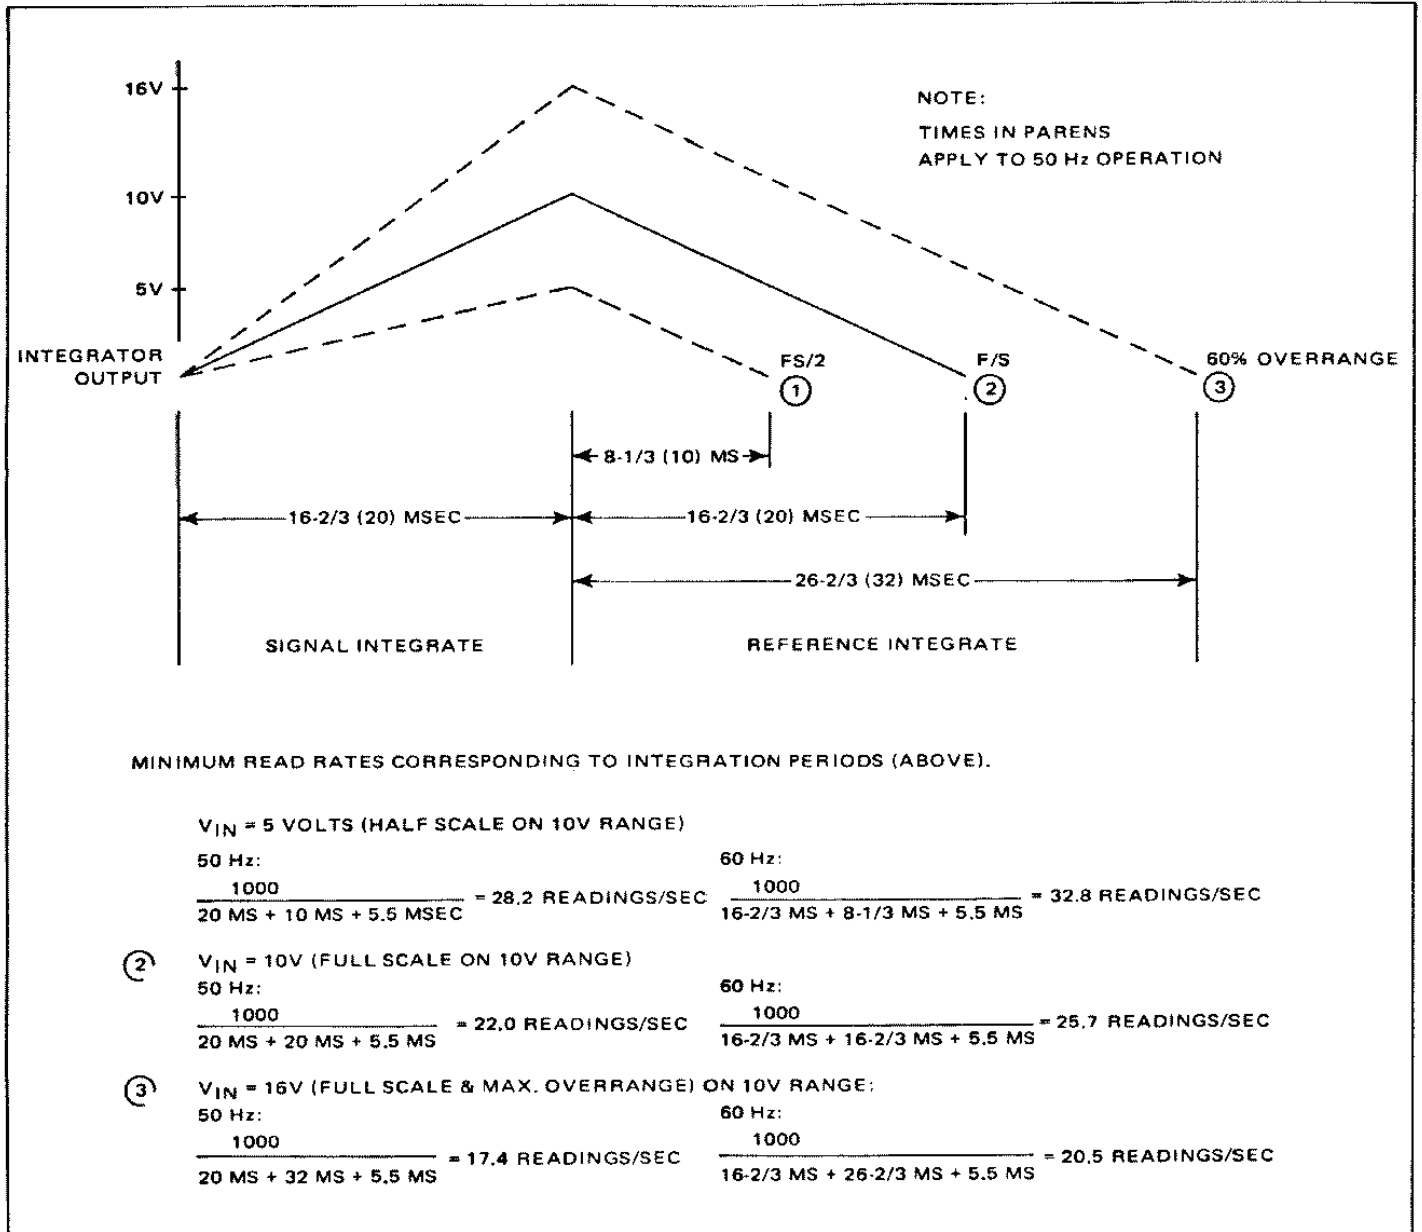 16V
NOTE:
TIMES IN PARENS
APPLY TO 50 Hz OPERATION
10V
5V
INTEGRATOR
OUTPUT
FS/2
F/S
60% OVERRANGE
1
2
3
8-1/3 (10) MS
16-2/3 (20) MSEC
16-2/3 (20) MSEC
26-2/3 (32) MSEC
SIGNAL INTEGRATE
REFERENCE INTEGRATE
MINIMUM READ RATES CORRESPONDING TO INTEGRATION PERIODS (ABOVE).
VIN = 5 VOLTS (HALF SCALE ON 10V RANGE)
50 Hz:
1000
20 MS + 10 MS + 5.5 MSEC
= 28.2 READINGS/SEC
60 Hz:
1000
16-2/3 MS + 8-1/3 MS + 5.5 MS
= 32.8 READINGS/SEC
2
VIN = 10V (FULL SCALE ON 10V RANGE)
50 Hz:
1000
20 MS + 20 MS + 5.5 MS
= 22.0 READINGS/SEC
60 Hz:
1000
16-2/3 MS + 16-2/3 MS + 5.5 MS
= 25.7 READINGS/SEC
3
VIN = 16V (FULL SCALE & MAX. OVERRANGE) ON 10V RANGE:
50 Hz:
1000
20 MS + 32 MS + 5.5 MS
= 17.4 READINGS/SEC
60 Hz:
1000
16-2/3 MS + 26-2/3 MS + 5.5 MS
= 20.5 READINGS/SEC